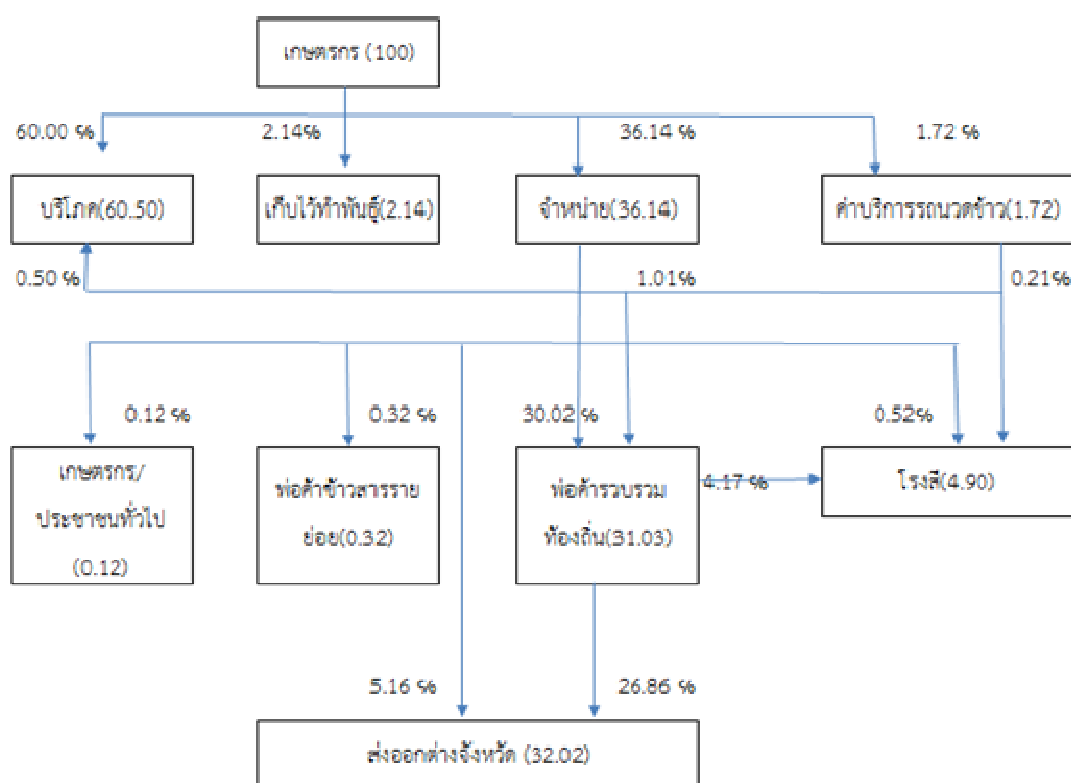 เกษตรกร (100)
60.00 %
2.14%
36.14 %
1.72 %
บริโภค(60.50)
เก็บไว้ทำพันธุ์(2.14)
จำหน่าย(36.14)
ค่าบริการรถนวดข้าว(1.72)
0.50 %
1.01%
0.21%
0.12 %
0.32 %
30.02 %
0.52%
เกษตรกร/
ประชาชนทั่วไป
(0.12)
พ่อค้าข้าวสารราย
ย่อย(0.32)
พ่อค้ารวบรวม
ท้องถิ่น(31.03)
4.17 %
โรงสี(4.90)
5.16 %
26.86 %
ส่งออกต่างจังหวัด (32.02)